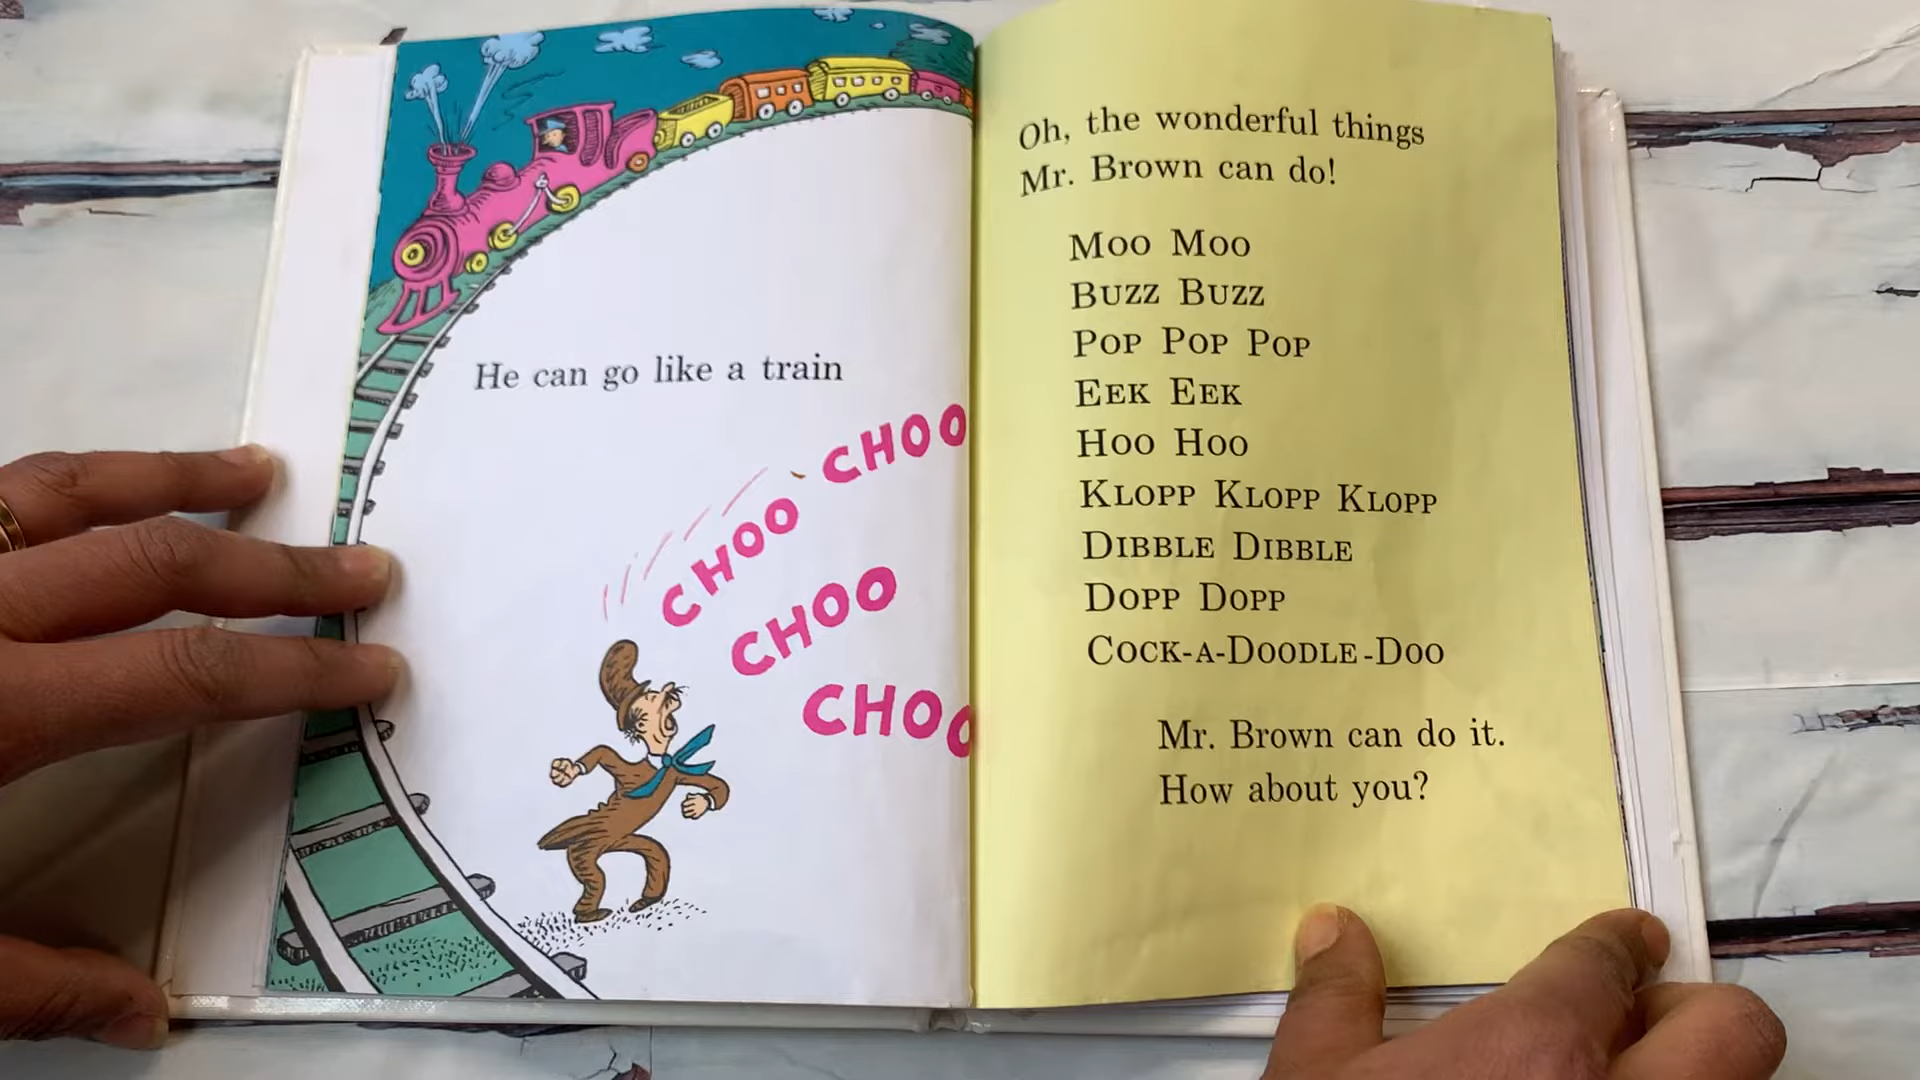 He can go like a train
CHOO CHOO
CHOO
CHOO
Oh, the wonderful things
Mr. Brown can do!
MOO MOO
BUZZ BUZZ
POP POP POP
EEK EEK
HOO HOO
KLOPP KLOPP KLOPP
DIBBLE DIBBLE
DOPP DOPP
COCK-A-DOODLE-DOO
Mr. Brown can do it.
How about you?